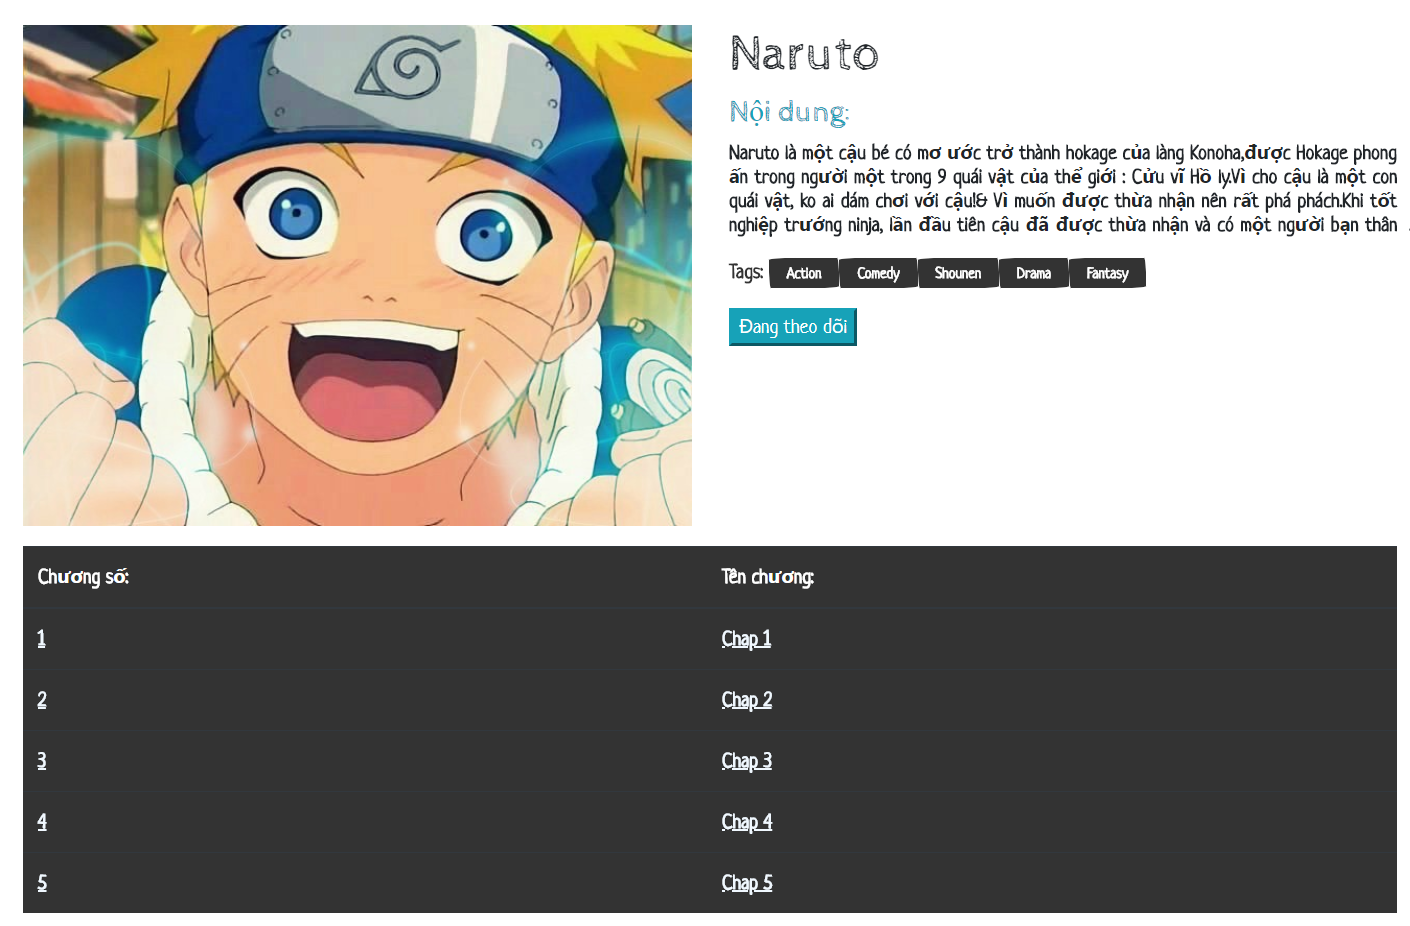 Naruto
Nội dung:
Naruto là một cậu bé có mơ ước trở thành hokage của làng Konoha,được Hokage phong
ấn trong người một trong 9 quái vật của thế giới : Cửu vĩ Hồ ly.Vì cho cậu là một con
quái vật, ko ai dám chơi với cậu!& Vì muốn được thừa nhận nên rất phá phách.Khi tốt
nghiệp trướng ninja, lần đầu tiên cậu đã được thừa nhận và có một người bạn thân .
Tags: Action Comedy Shounen Drama Fantasy
Đang theo dõi
Chương số: Tên chương:
1 Chap 1
2 Chap 2
3 Chap 3
4 Chap 4
5 Chap 5